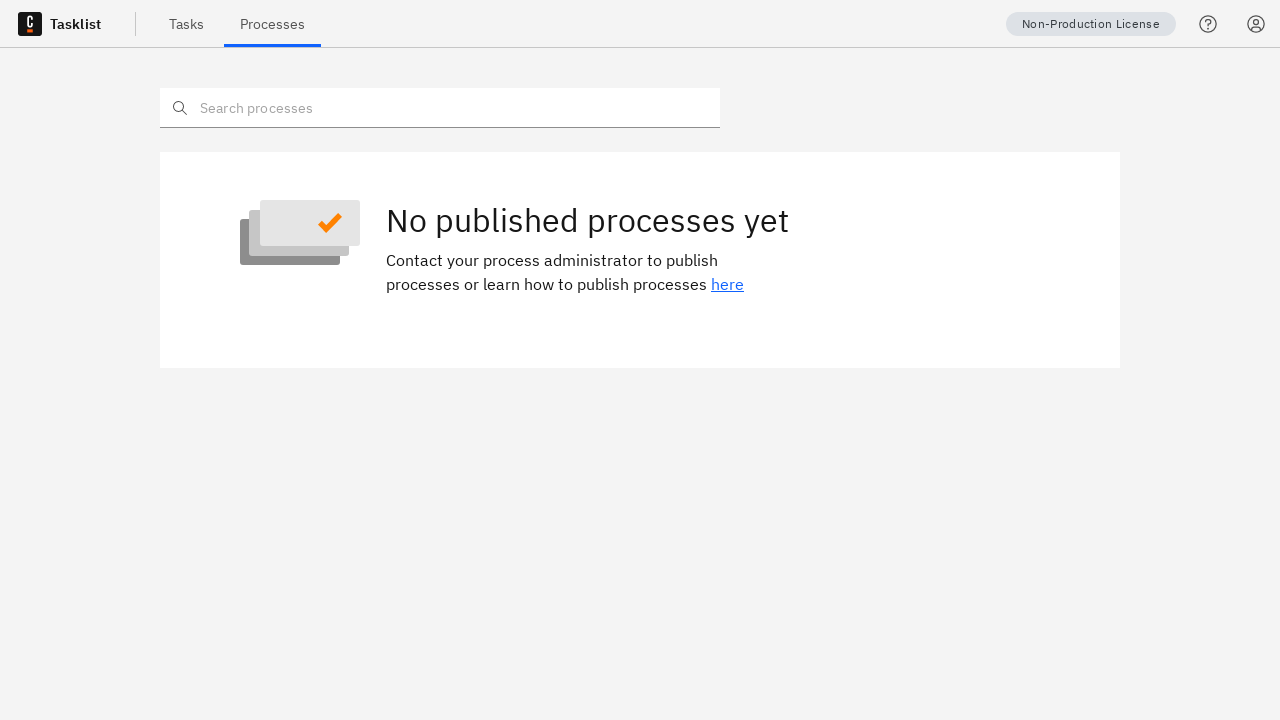 Tasklist
Tasks
Processes
Non-Production License
Search processes
No published processes yet
Contact your process administrator to publish
processes or learn how to publish processes here